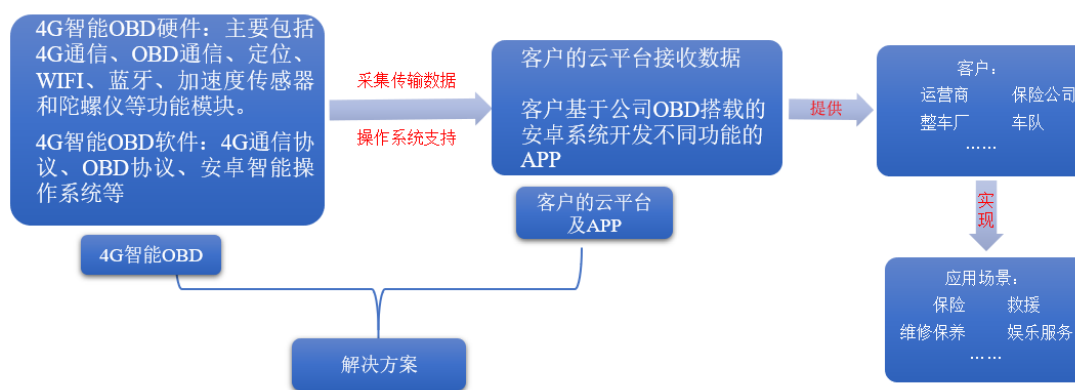 4G智能OBD硬件：主要包括
4G通信、OBD通信、定位、
WIFI、蓝牙、加速度传感器
和陀螺仪等功能模块。
4G智能OBD软件：4G通信协
议、OBD协议、安卓智能操
作系统等
采集传输数据
操作系统支持
客户的云平台接收数据
客户基于公司OBD搭载的
安卓系统开发不同功能的
APP
提供
客户：
运营商 保险公司
整车厂 车队
……
实
现
应用场景：
保险 救援
维修保养 娱乐服务
……
4G智能OBD
客户的云平台
及APP
解决方案